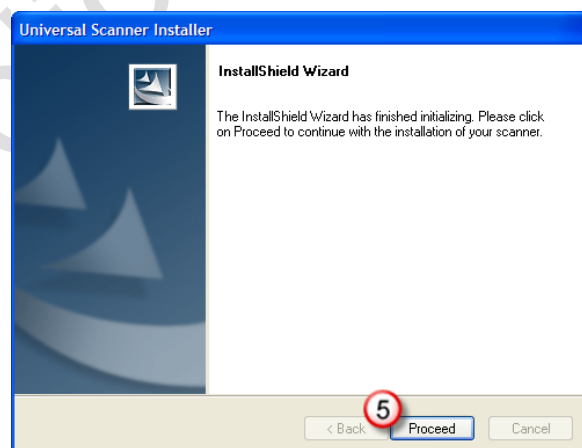 Universal Scanner Installer
InstallShield Wizard
The InstallShield Wizard has finished initializing. Please click
on Proceed to continue with the installation of your scanner.
< Back 5 Proceed Cancel